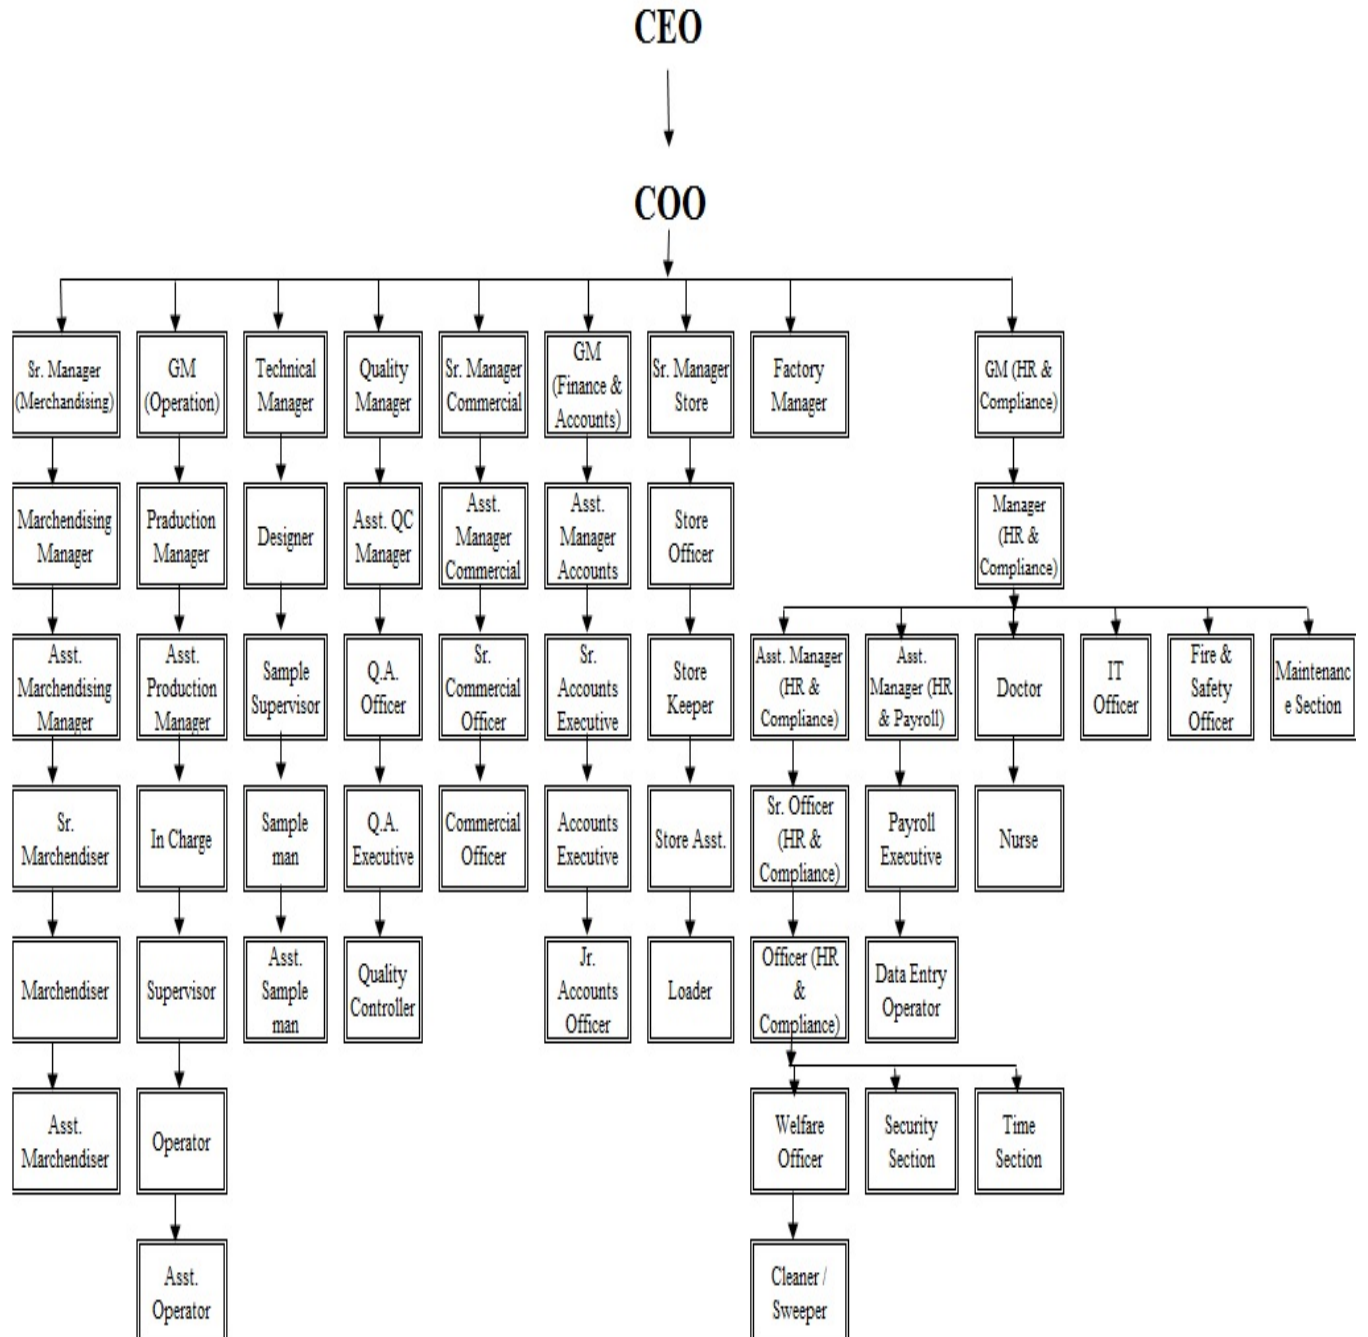 CEO
COO
Sr. Manager
(Merchandising)
GM
(Operation)
Technical
Manager
Quality
Manager
Sr. Manager
Commercial
GM
(Finance &
Accounts)
Sr. Manager
Store
Factory
Manager
GM (HR &
Compliance)
Marchendising
Manager
Praduction
Manager
Designer
Asst. QC
Manager
Asst.
Manager
Commercial
Asst.
Manager
Accounts
Store
Officer
Manager
(HR &
Compliance)
Asst.
Marchendising
Manager
Asst.
Production
Manager
Sample
Supervisor
Q.A.
Officer
Sr.
Commercial
Officer
Sr.
Accounts
Executive
Store
Keeper
Asst. Manager
(HR &
Compliance)
Asst.
Manager (HR
& Payroll)
Doctor
IT
Officer
Fire &
Safety
Officer
Maintenanc
e Section
Sr.
Marchendiser
In Charge
Sample
man
Q.A.
Executive
Commercial
Officer
Accounts
Executive
Store Asst.
Sr. Officer
(HR &
Compliance)
Payroll
Executive
Nurse
Marchendiser
Supervisor
Asst.
Sample
man
Quality
Controller
Jr.
Accounts
Officer
Loader
Officer (HR
&
Compliance)
Data Entry
Operator
Asst.
Marchendiser
Operator
Welfare
Officer
Security
Section
Time
Section
Asst.
Operator
Cleaner /
Sweeper